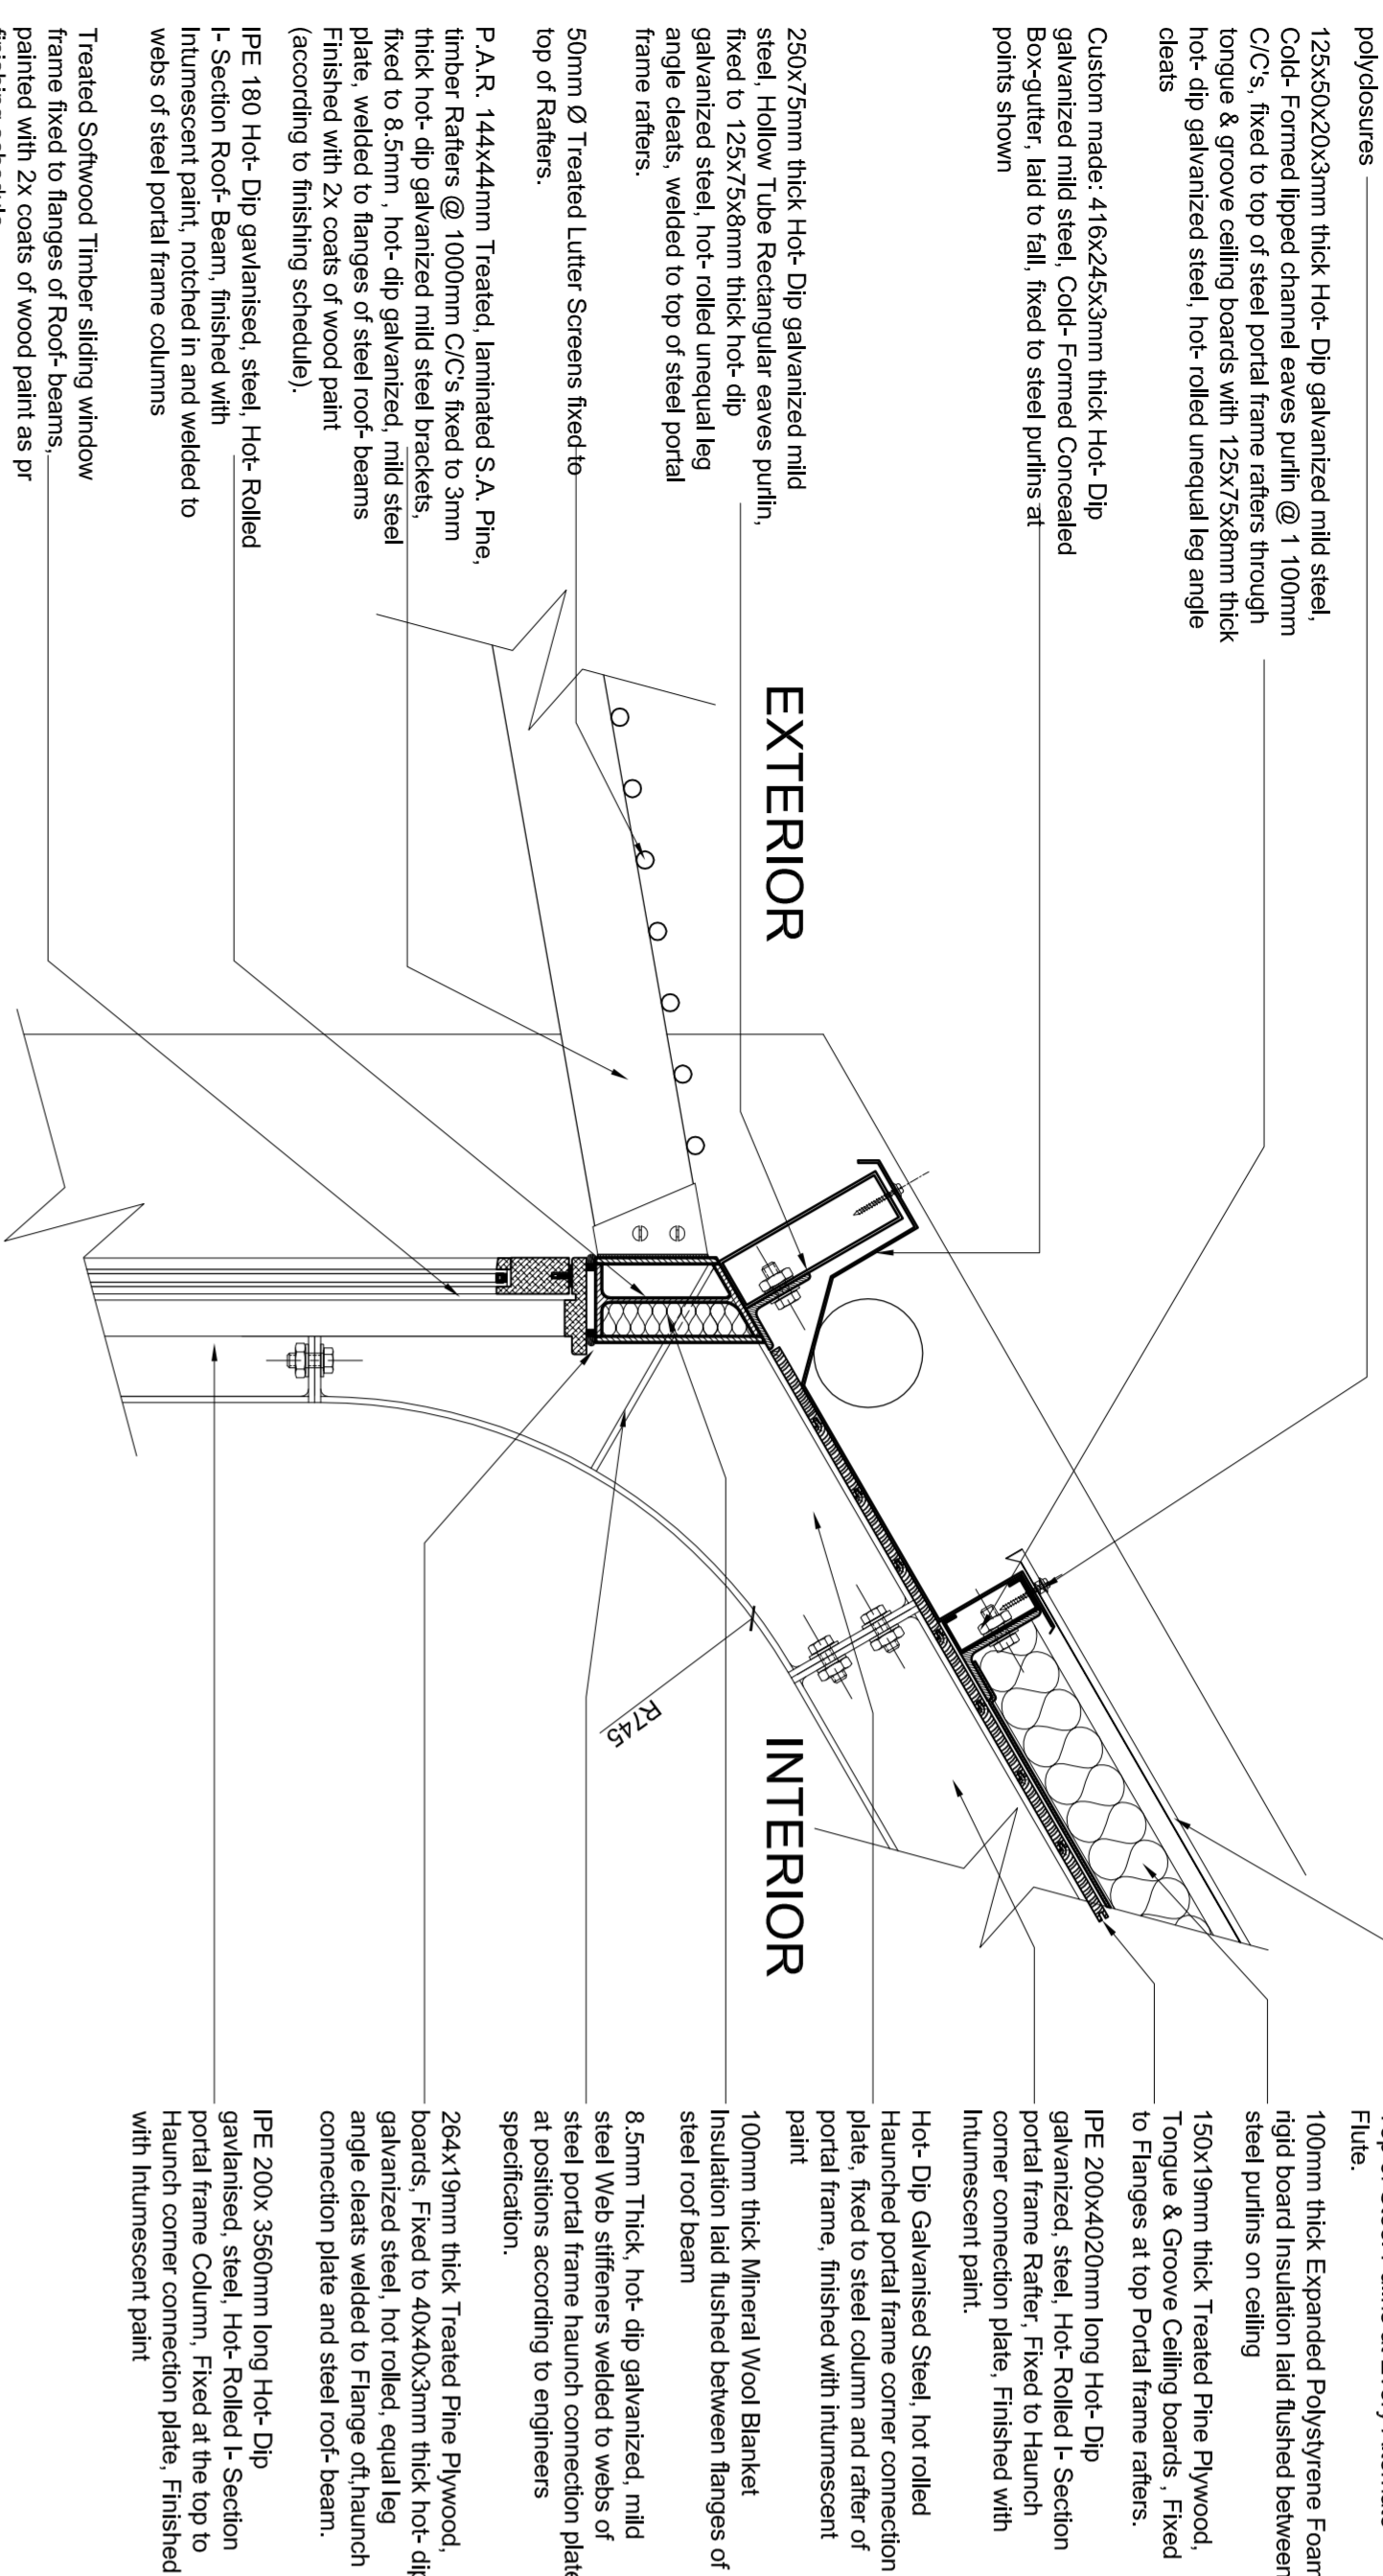 polyclosures
125x50x20x3mm thick Hot- Dip galvanized mild steel,
Cold- Formed lipped channel eaves purlin @ 1 100mm
C/C's, fixed to top of steel portal frame rafters through
tongue & groove ceiling boards with 125x75x8mm thick
hot- dip galvanized steel, hot- rolled unequal leg angle
cleats
Custom made: 416x245x3mm thick Hot- Dip
galvanized mild steel, Cold- Formed Concealed
Box-gutter, laid to fall, fixed to steel purlins at
points shown
250x75mm thick Hot- Dip galvanized mild
steel, Hollow Tube Rectangular eaves purlin,
fixed to 125x75x8mm thick hot- dip
galvanized steel, hot- rolled unequal leg
angle cleats, welded to top of steel portal
frame rafters.
50mm Ø Treated Lutter Screens fixed to
top of Rafters.
P.A.R. 144x44mm Treated, laminated S.A. Pine,
timber Rafters @ 1000mm C/C's fixed to 3mm
thick hot- dip galvanized mild steel brackets,
fixed to 8.5mm , hot- dip galvanized, mild steel
plate, welded to flanges of steel roof- beams
Finished with 2x coats of wood paint
(according to finishing schedule).
IPE 180 Hot- Dip gavlanised, steel, Hot- Rolled
I- Section Roof- Beam, finished with
Intumescent paint, notched in and welded to
webs of steel portal frame columns
Treated Softwood Timber sliding window
frame fixed to flanges of Roof- beams,
painted with 2x coats of wood paint as pr
EXTERIOR
INTERIOR
R745
Flute.
100mm thick Expanded Polystyrene Foam
rigid board Insulation laid flushed between
steel purlins on ceiling
150x19mm thick Treated Pine Plywood,
Tongue & Groove Ceiling boards , Fixed
to Flanges at top Portal frame rafters.
IPE 200x4020mm long Hot- Dip
galvanized, steel, Hot- Rolled I- Section
portal frame Rafter, Fixed to Haunch
corner connection plate, Finished with
Intumescent paint.
Hot- Dip Galvanised Steel, hot rolled
Haunched portal frame corner connection
plate, fixed to steel column and rafter of
portal frame, finished with intumescent
paint
100mm thick Mineral Wool Blanket
Insulation laid flushed between flanges of
steel roof beam
8.5mm Thick, hot- dip galvanized, mild
steel Web stiffeners welded to webs of
steel portal frame haunch connection plate
at positions according to engineers
specification.
264x19mm thick Treated Pine Plywood,
boards, Fixed to 40x40x3mm thick hot- dip
galvanized steel, hot rolled, equal leg
angle cleats welded to Flange oft,haunch
connection plate and steel roof- beam.
IPE 200x 3560mm long Hot- Dip
gavlanised, steel, Hot- Rolled I- Section
portal frame Column, Fixed at the top to
Haunch corner connection plate, Finished
with Intumescent paint